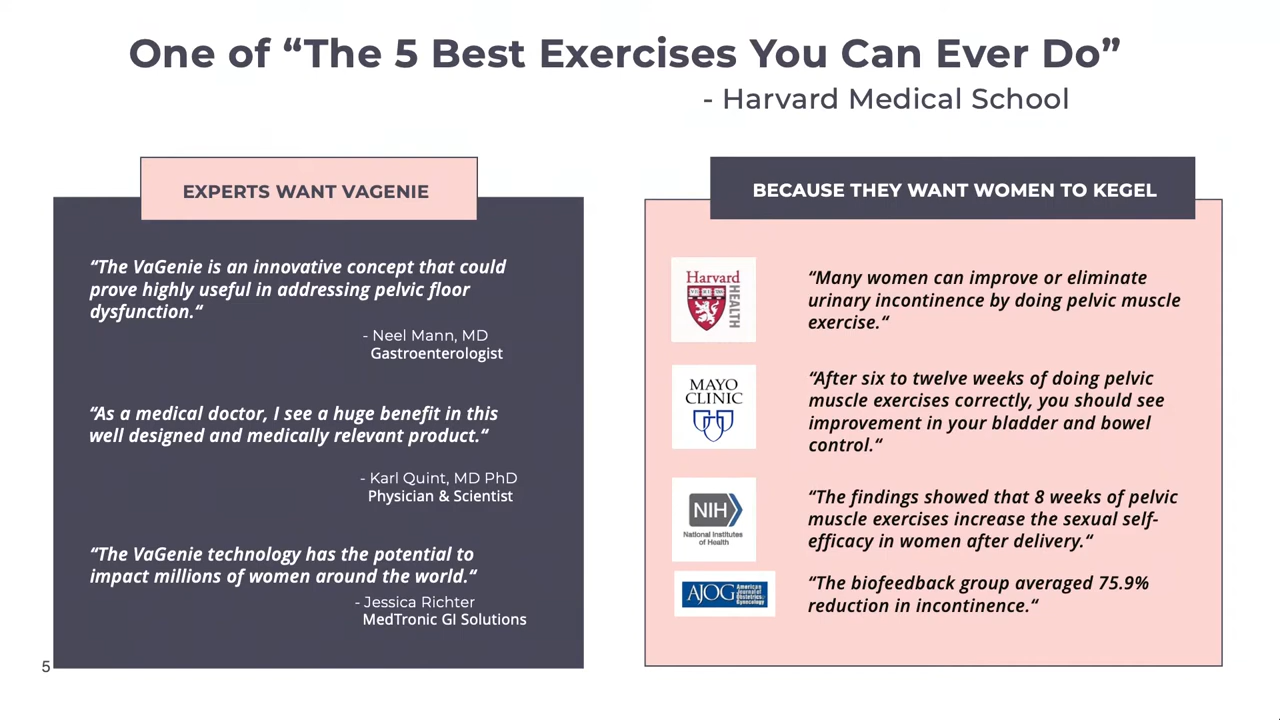 One of “The 5 Best Exercises You Can Ever Do”
- Harvard Medical School
EXPERTS WANT VAGENIE
“The VaGenie is an innovative concept that could
prove highly useful in addressing pelvic floor
dysfunction.“
- Neel Mann, MD
Gastroenterologist
“As a medical doctor, I see a huge benefit in this
well designed and medically relevant product.“
- Karl Quint, MD PhD
Physician & Scientist
“The VaGenie technology has the potential to
impact millions of women around the world.“
- Jessica Richter
MedTronic GI Solutions
BECAUSE THEY WANT WOMEN TO KEGEL
Harvard
HEALTH
“Many women can improve or eliminate
urinary incontinence by doing pelvic muscle
exercise.“
MAYO
CLINIC
“After six to twelve weeks of doing pelvic
muscle exercises correctly, you should see
improvement in your bladder and bowel
control.“
NIH
National Institutes
of Health
“The findings showed that 8 weeks of pelvic
muscle exercises increase the sexual self-
efficacy in women after delivery.“
AJOG
American
Journal of
Obstetrics
Gynecology
“The biofeedback group averaged 75.9%
reduction in incontinence.“
5